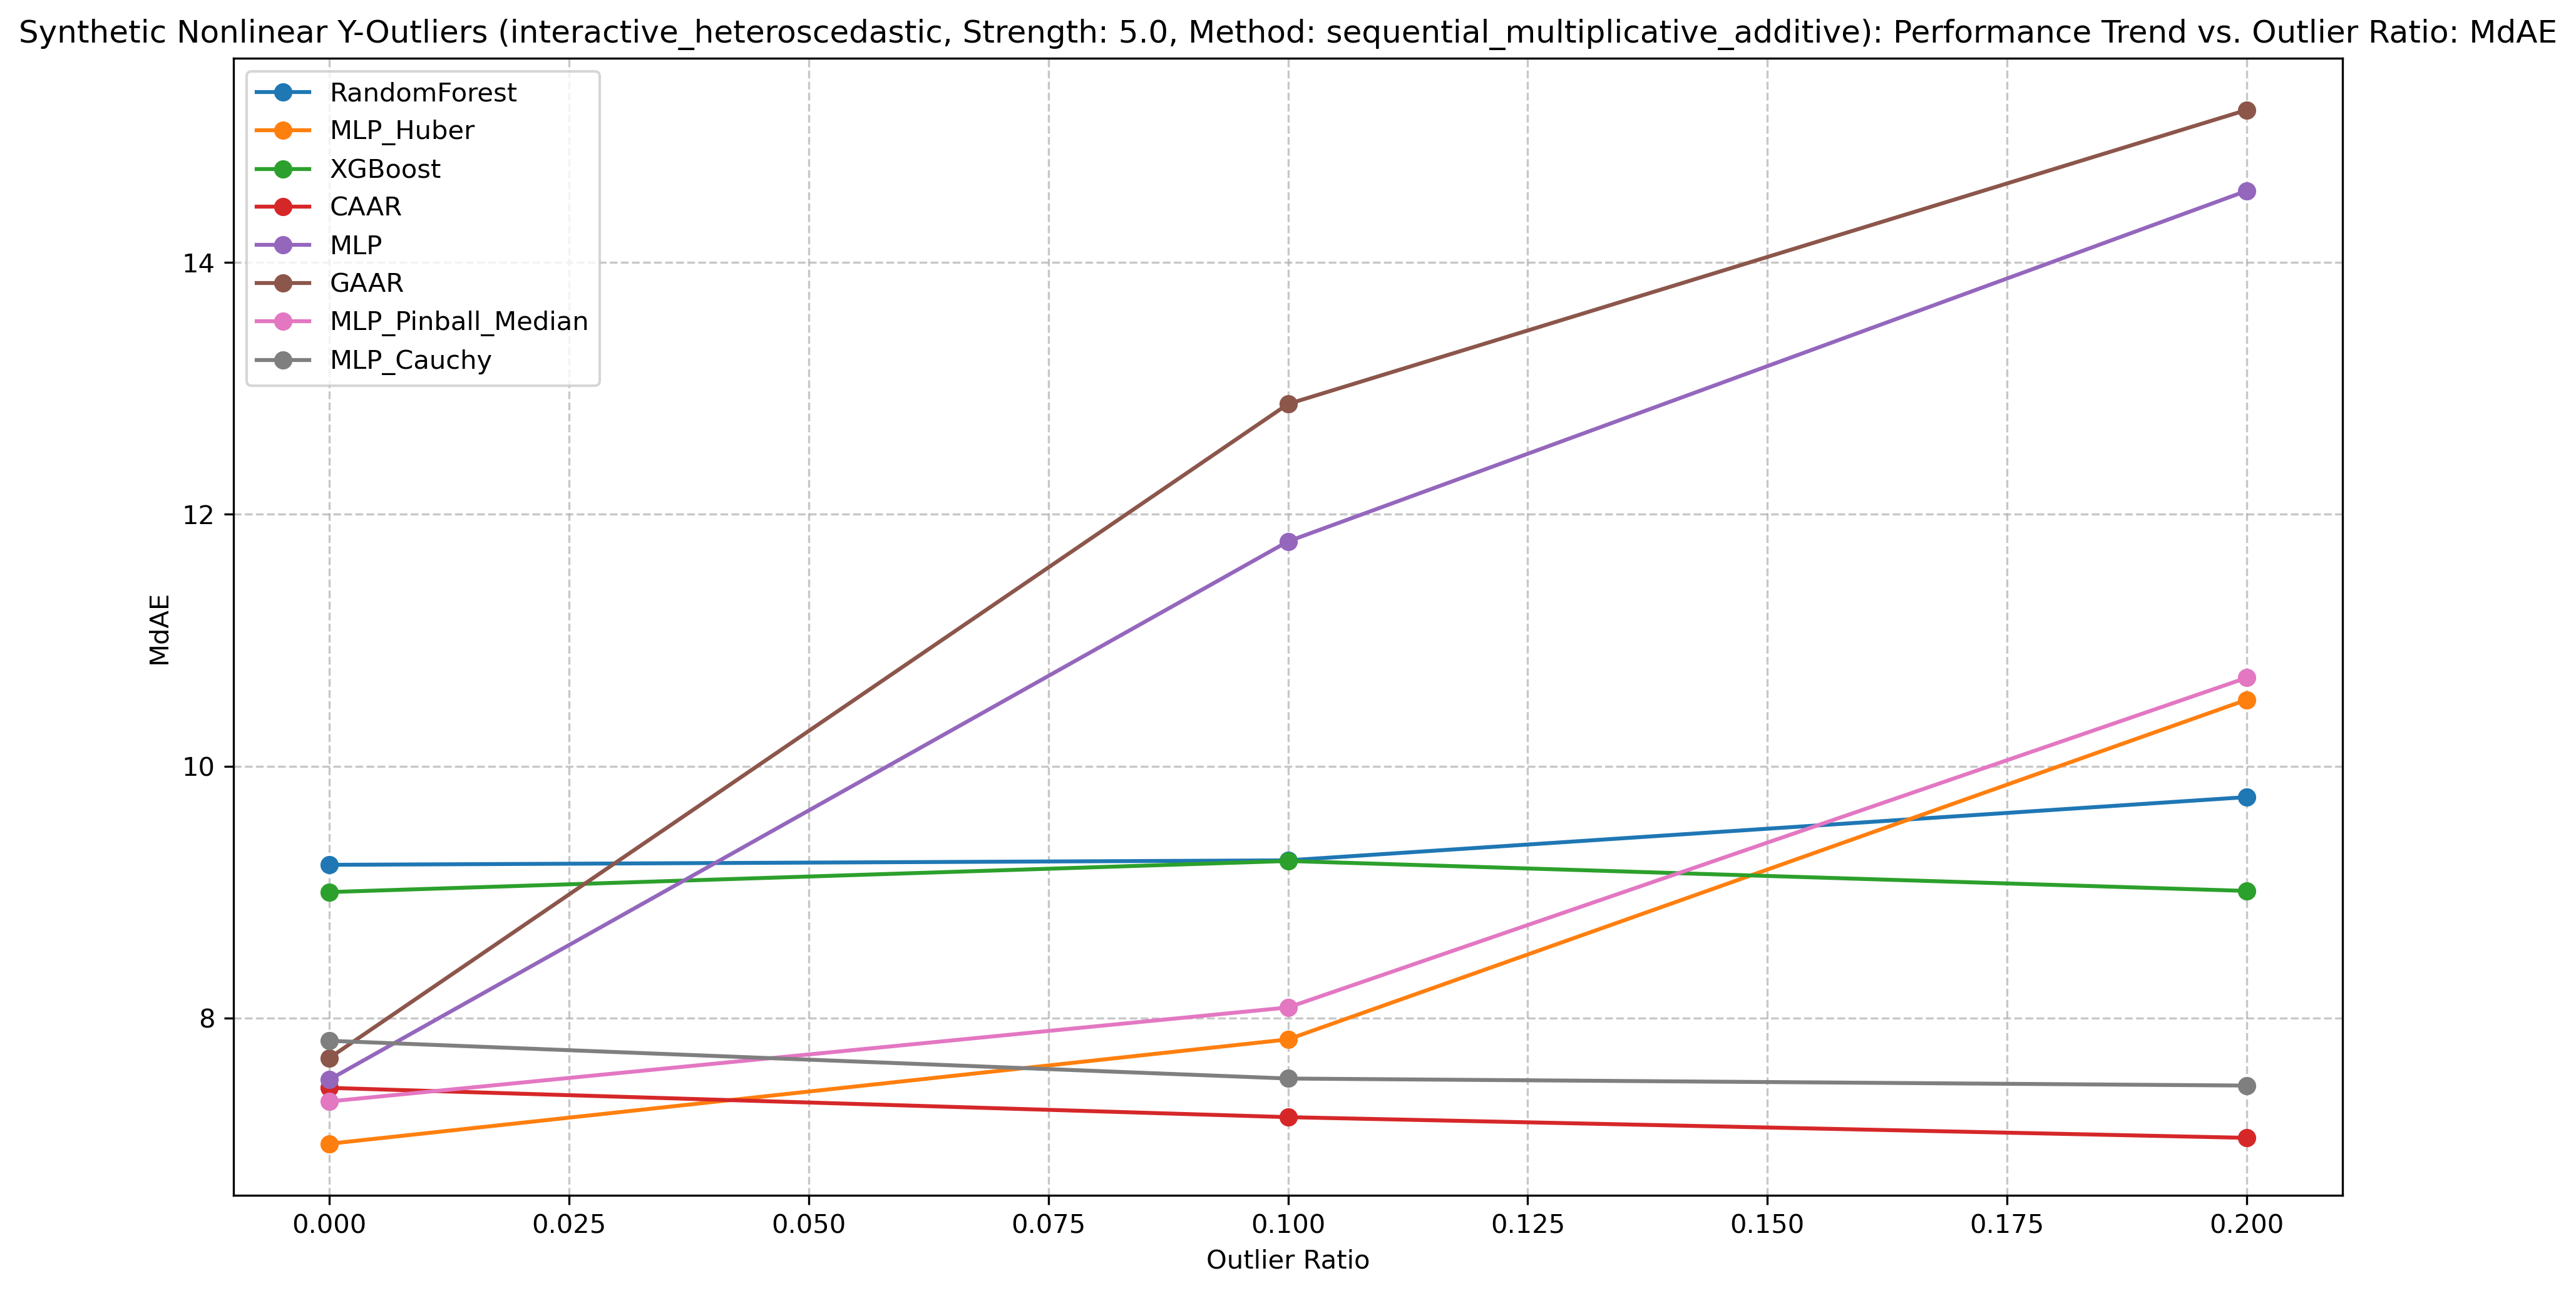 Synthetic Nonlinear Y-Outliers (interactive_heteroscedastic, Strength: 5.0, Method: sequential_multiplicative_additive): Performance Trend vs. Outlier Ratio: MdAE
RandomForest
MLP_Huber
XGBoost
CAAR
MLP
GAAR
MLP_Pinball_Median
MLP_Cauchy
14
12
10
8
MdAE
0.000 0.025 0.050 0.075 0.100 0.125 0.150 0.175 0.200
Outlier Ratio